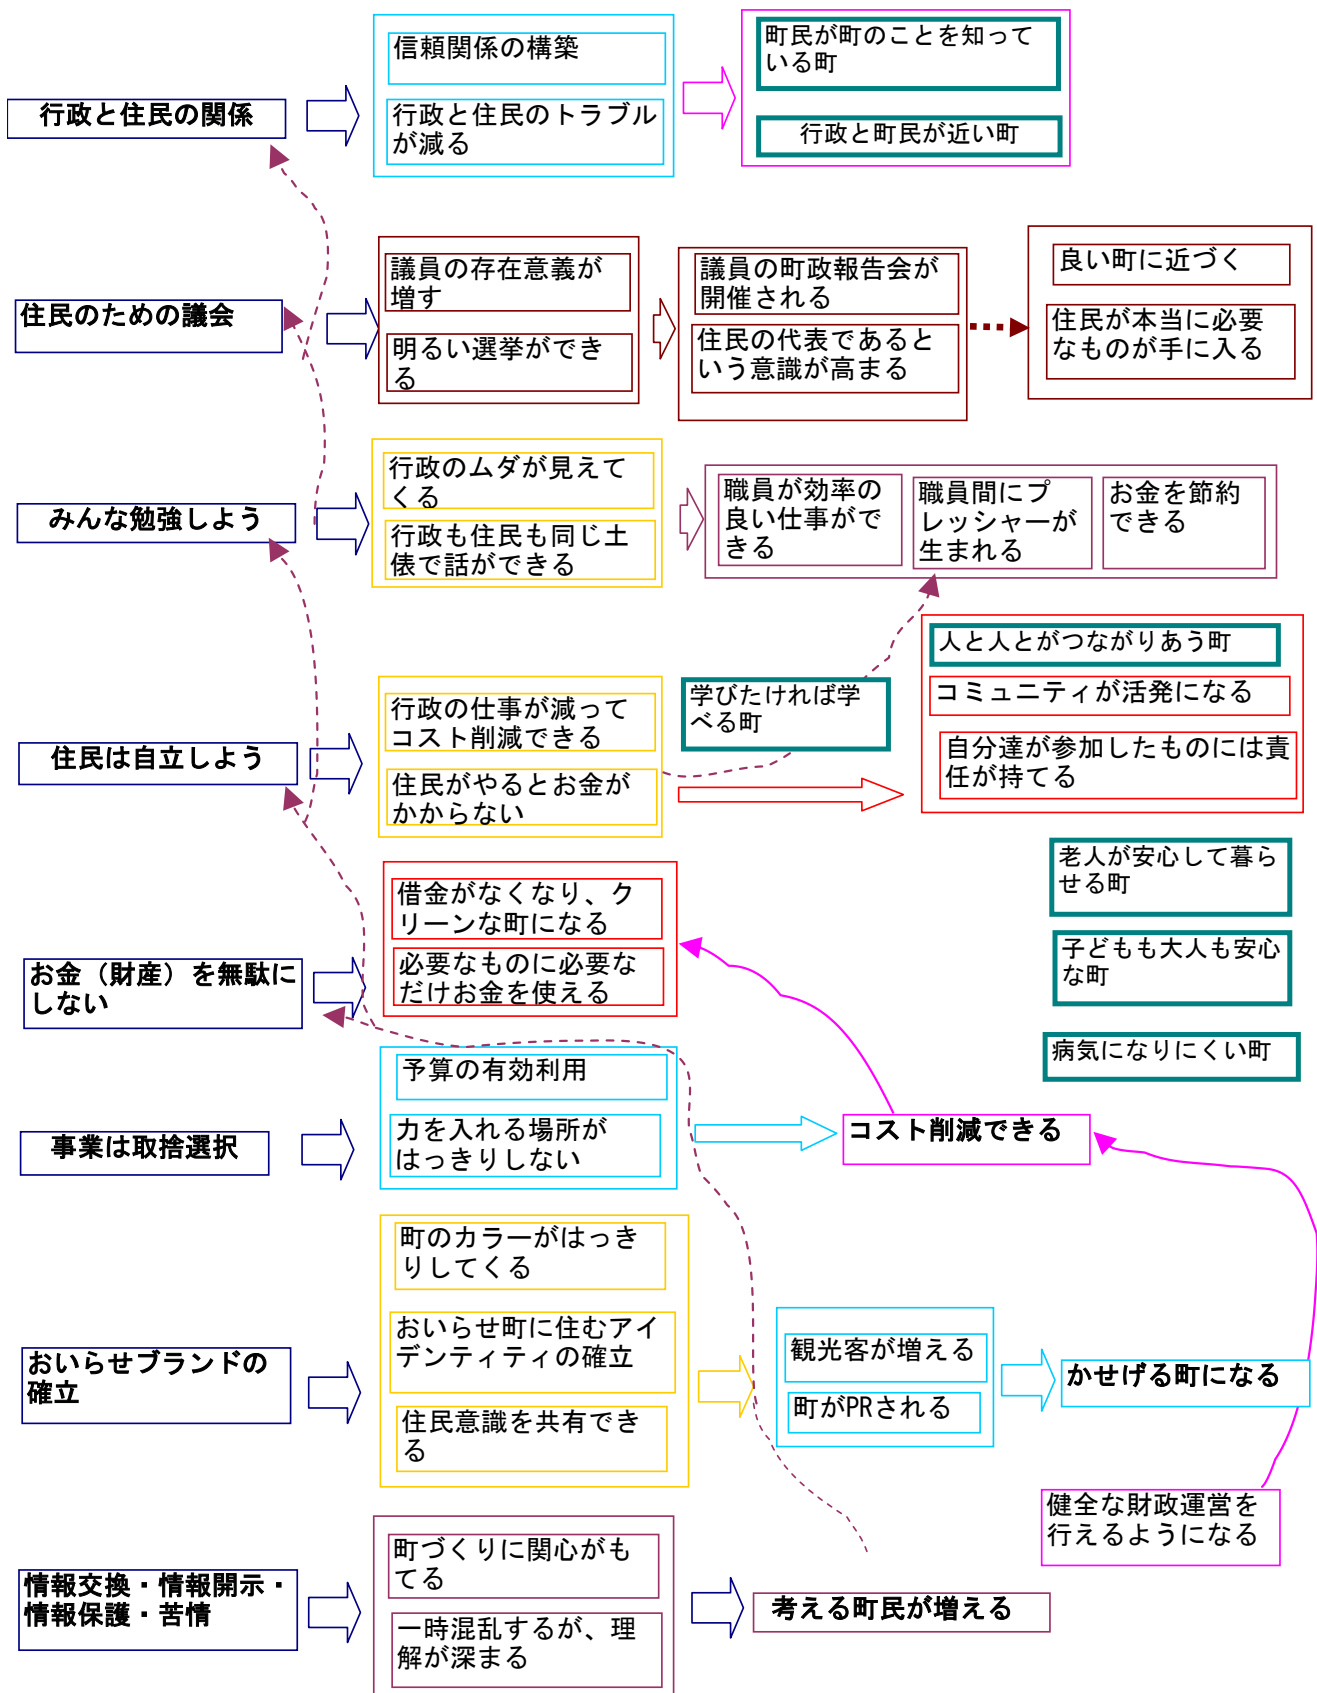 行政と住民の関係
信頼関係の構築
行政と住民のトラブル
が減る
町民が町のことを知って
いる町
行政と町民が近い町
住民のための議会
議員の存在意義が
増す
明るい選挙ができ
る
議員の町政報告会が
開催される
住民の代表であると
いう意識が高まる
良い町に近づく
住民が本当に必要
なものが手に入る
みんな勉強しよう
行政のムダが見えて
くる
行政も住民も同じ土
俵で話ができる
職員が効率の
良い仕事がで
きる
職員間にプ
レッシャーが
生まれる
お金を節約
できる
住民は自立しよう
行政の仕事が減って
コスト削減できる
住民がやるとお金が
かからない
学びたければ学
べる町
人と人とがつながりあう町
コミュニティが活発になる
自分達が参加したものには責
任が持てる
老人が安心して暮ら
せる町
子どもも大人も安心
な町
病気になりにくい町
お金（財産）を無駄に
しない
借金がなくなり、ク
リーンな町になる
必要なものに必要な
だけお金を使える
事業は取捨選択
予算の有効利用
力を入れる場所が
はっきりしない
コスト削減できる
おいらせブランドの
確立
町のカラーがはっき
りしてくる
おいらせ町に住むアイ
デンティティの確立
住民意識を共有でき
る
観光客が増える
町がPRされる
かせげる町になる
健全な財政運営を
行えるようになる
情報交換・情報開示・
情報保護・苦情
町づくりに関心がも
てる
一時混乱するが、理
解が深まる
考える町民が増える